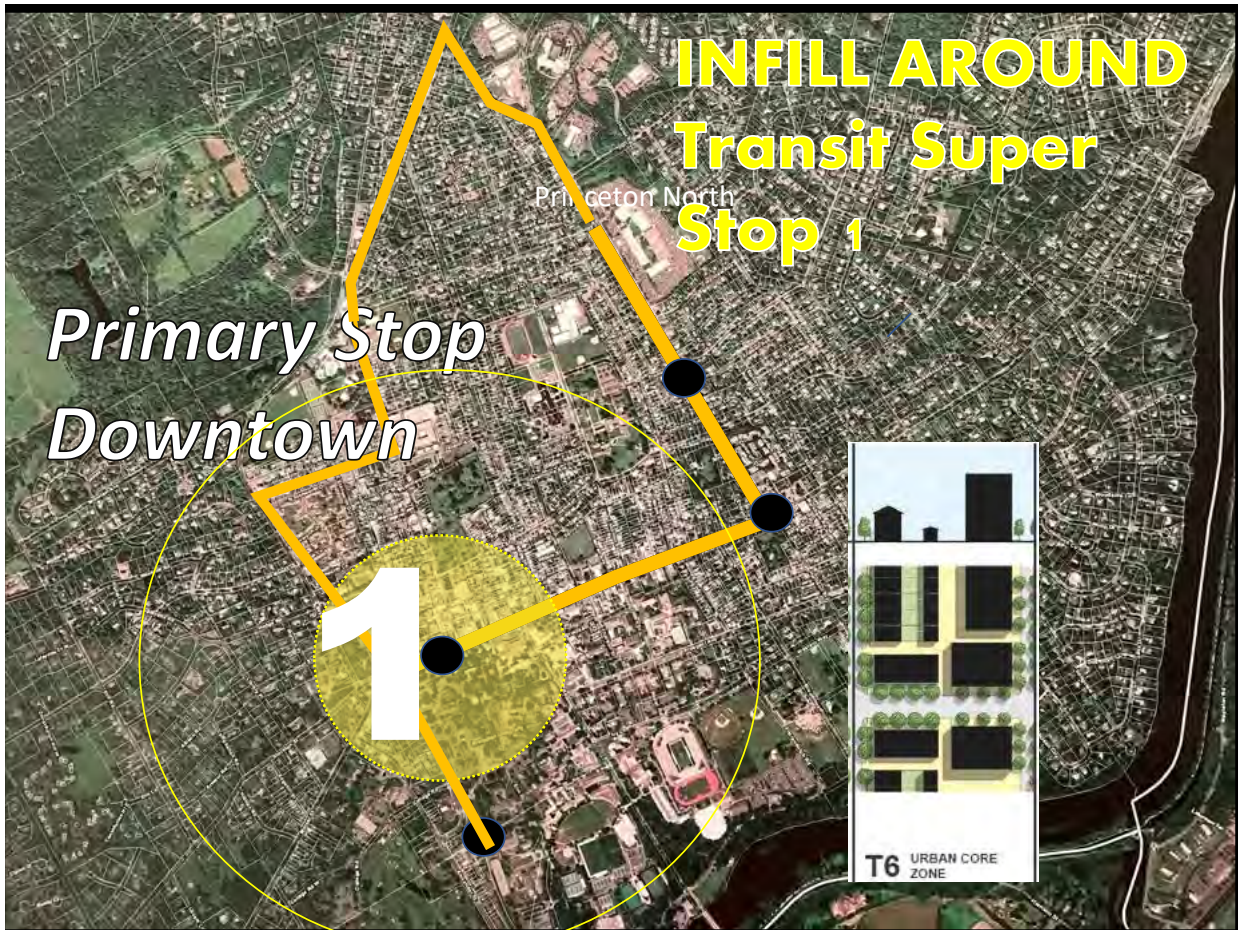 INFILL AROUND
Transit Super
Princeton North
Stop 1
Primary Stop
Downtown
1
T6 URBAN CORE
ZONE